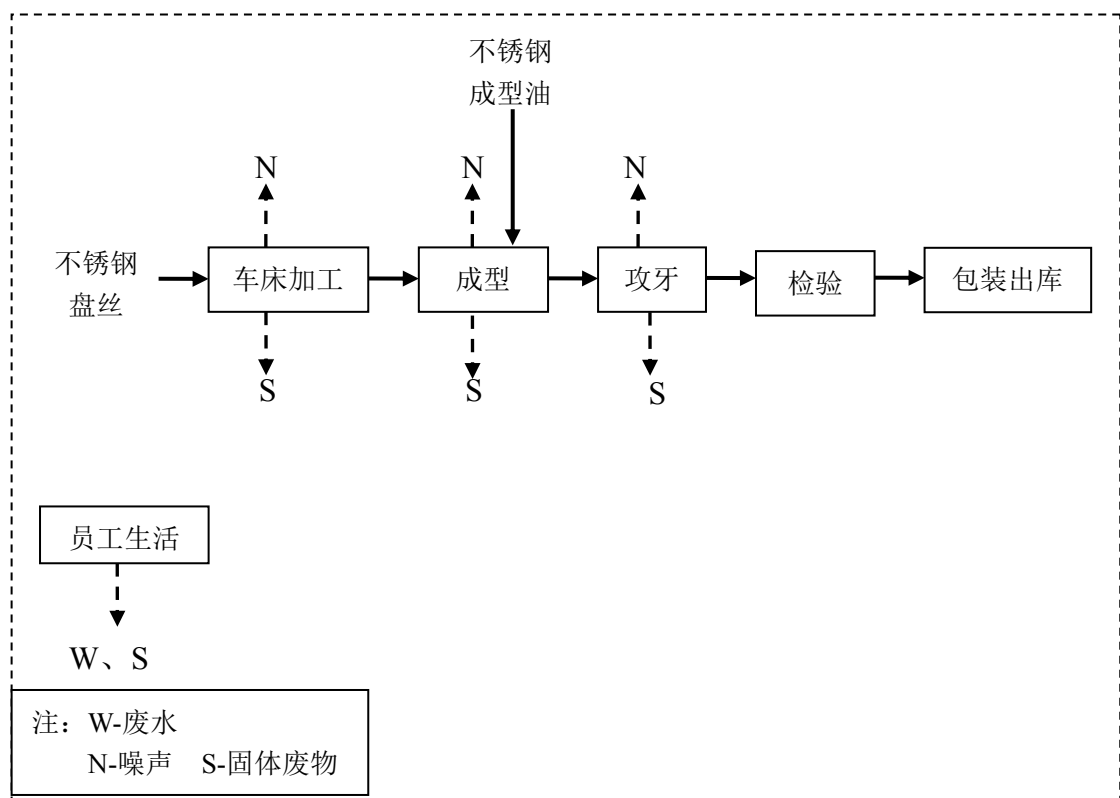 不锈钢
成型油
N
N
N
不锈钢
盘丝
车床加工
成型
攻牙
检验
包装出库
S
S
S
员工生活
W、S
注：W-废水
N-噪声 S-固体废物